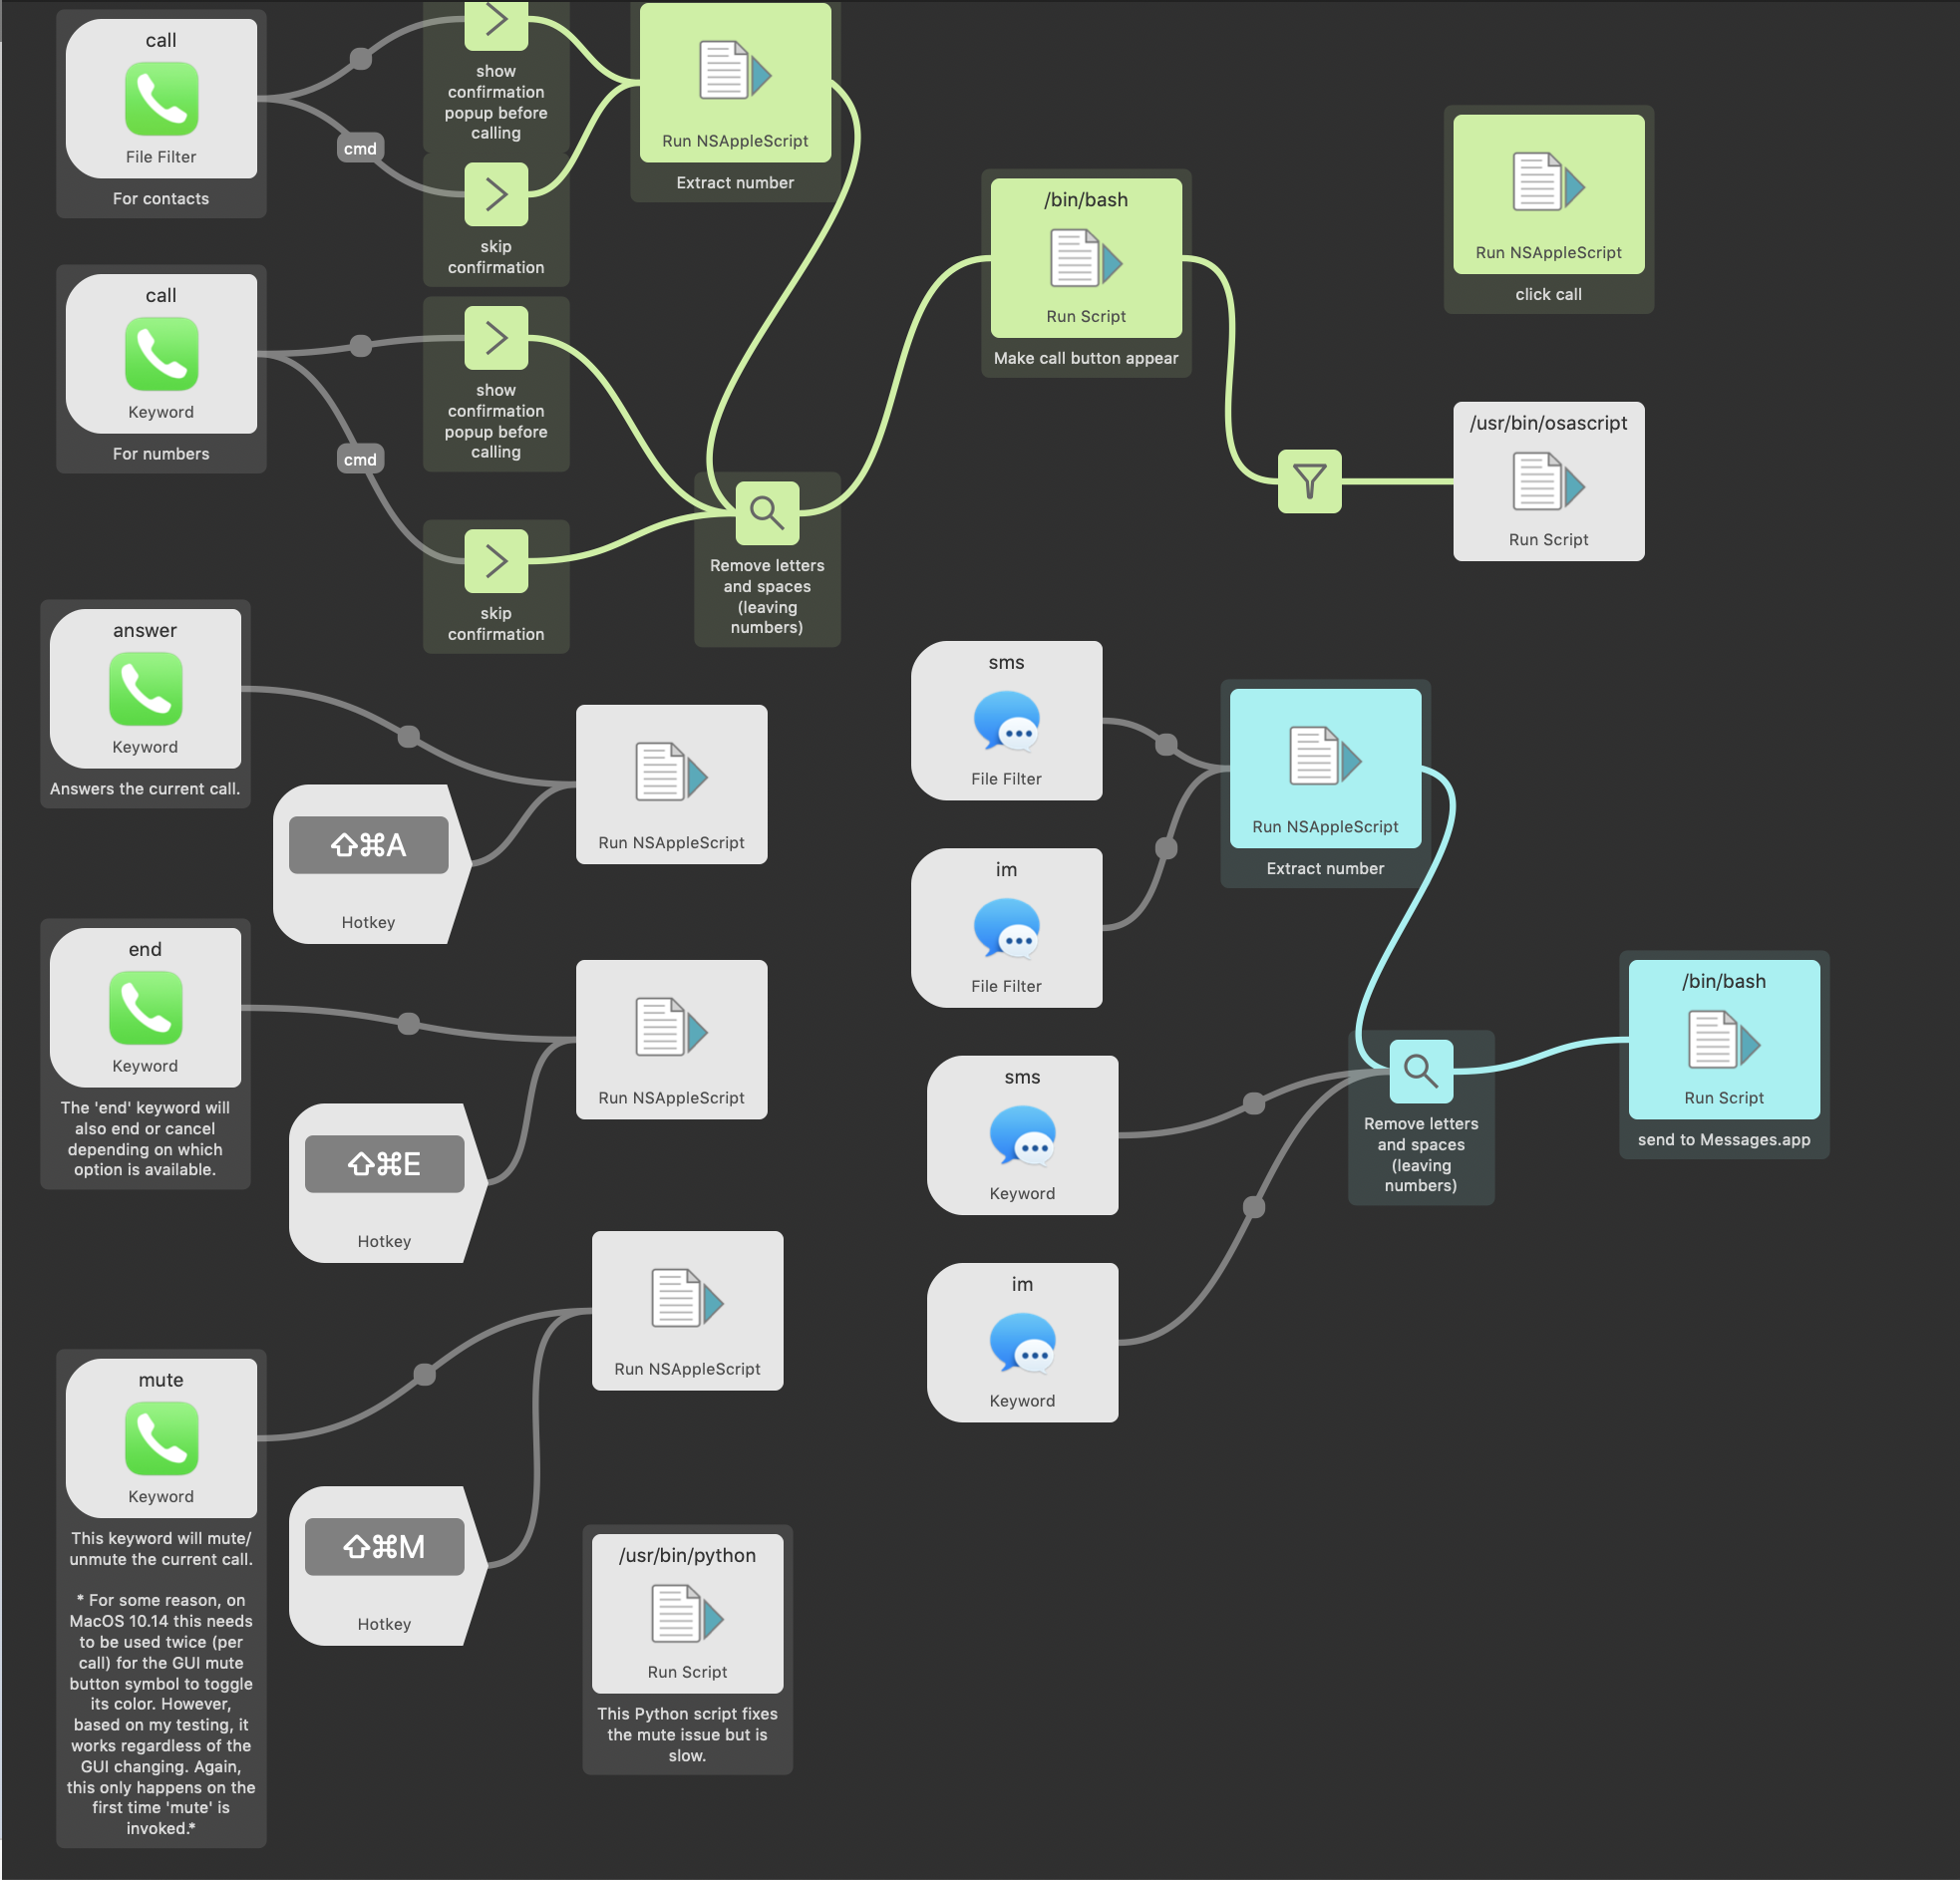 call
File Filter
For contacts
cmd
show
confirmation
popup before
calling
skip
confirmation
Run NSAppleScript
Extract number
call
Keyword
For numbers
cmd
show
confirmation
popup before
calling
skip
confirmation
Remove letters
and spaces
(leaving
numbers)
/bin/bash
Run Script
Make call button appear
Run NSAppleScript
click call
/usr/bin/osascript
Run Script
answer
Keyword
Answers the current call.
⇧⌘A
Hotkey
Run NSAppleScript
end
Keyword
The 'end' keyword will
also end or cancel
depending on which
option is available.
⇧⌘E
Hotkey
Run NSAppleScript
mute
Keyword
This keyword will mute/
unmute the current call.
* For some reason, on
MacOS 10.14 this needs
to be used twice (per
call) for the GUI mute
button symbol to toggle
its color. However,
based on my testing, it
works regardless of the
GUI changing. Again,
this only happens on the
first time 'mute' is
invoked.*
⇧⌘M
Hotkey
Run NSAppleScript
/usr/bin/python
Run Script
This Python script fixes
the mute issue but is
slow.
sms
File Filter
im
File Filter
Run NSAppleScript
Extract number
sms
Keyword
im
Keyword
Remove letters
and spaces
(leaving
numbers)
/bin/bash
Run Script
send to Messages.app